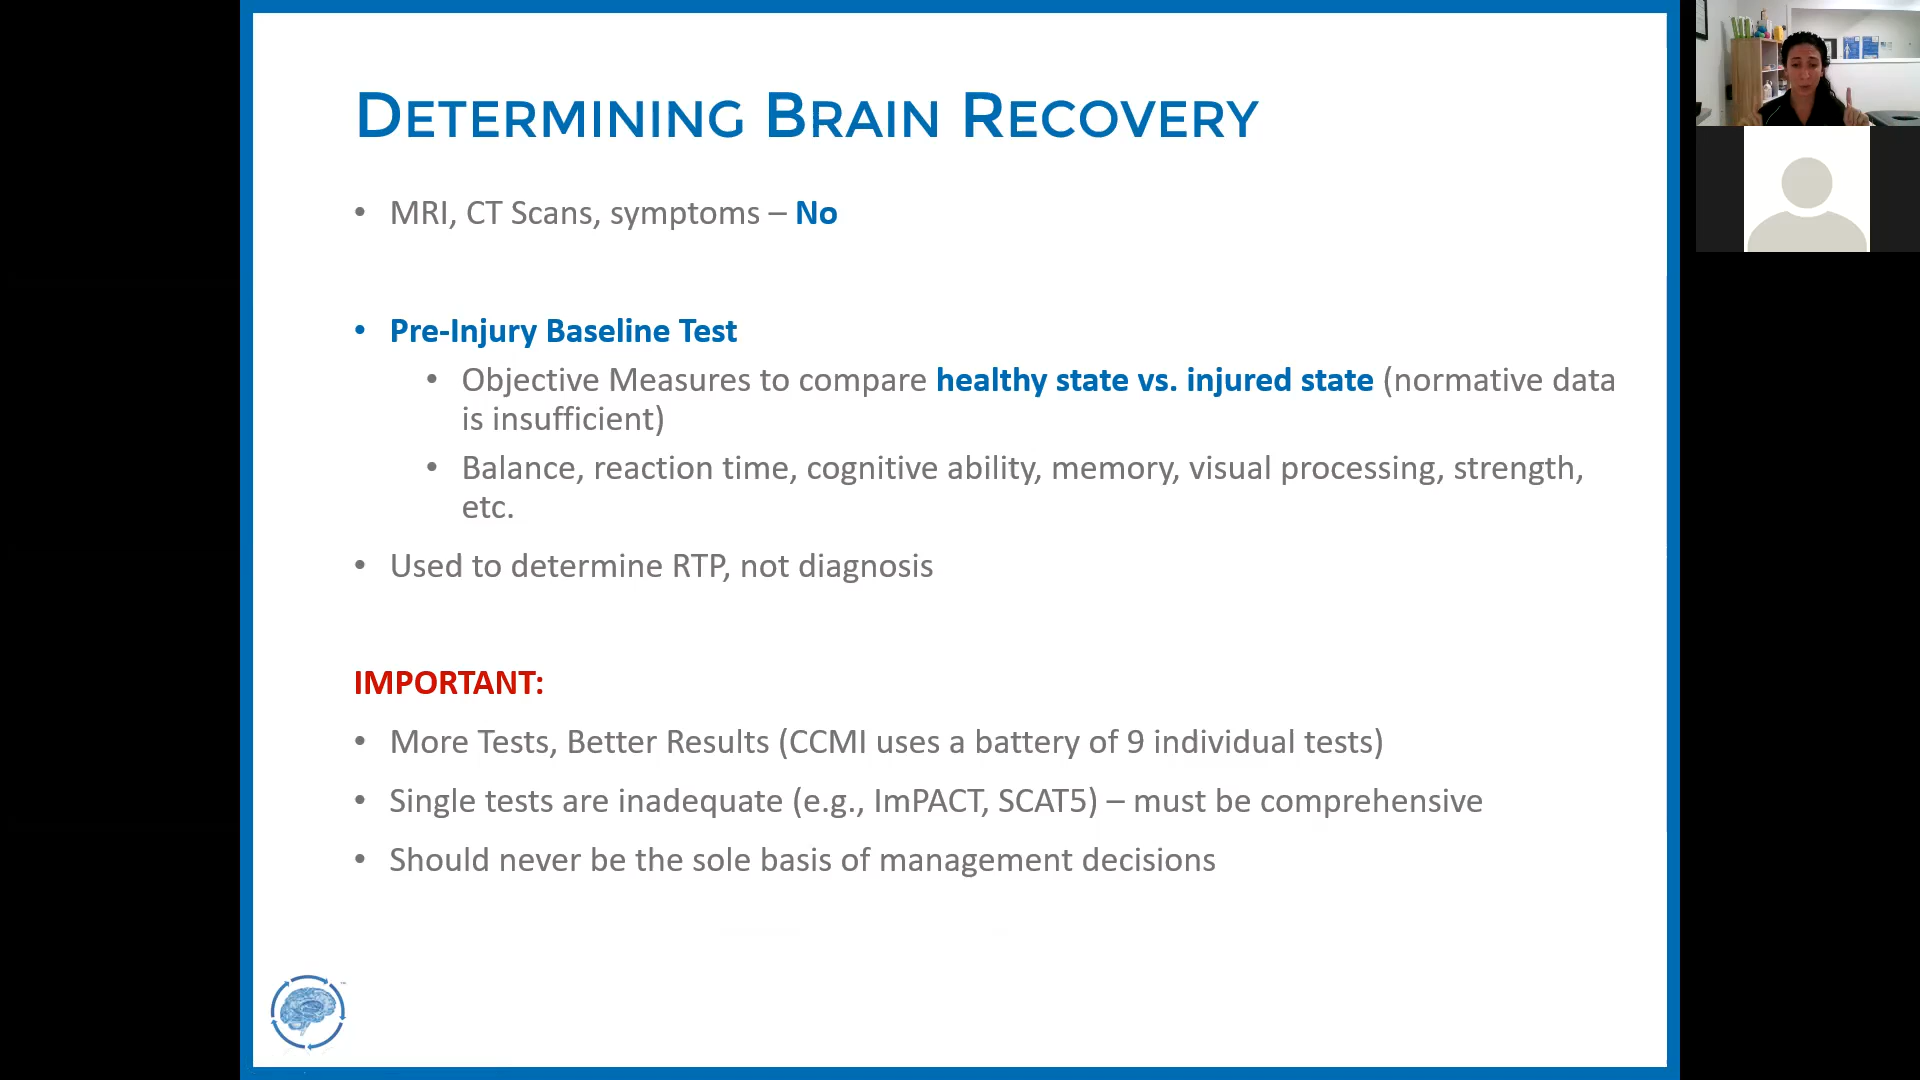 DETERMINING BRAIN RECOVERY
• MRI, CT Scans, symptoms – No
• Pre-Injury Baseline Test
• Objective Measures to compare healthy state vs. injured state (normative data
is insufficient)
• Balance, reaction time, cognitive ability, memory, visual processing, strength,
etc.
• Used to determine RTP, not diagnosis
IMPORTANT:
• More Tests, Better Results (CCMI uses a battery of 9 individual tests)
• Single tests are inadequate (e.g., ImPACT, SCAT5) – must be comprehensive
• Should never be the sole basis of management decisions